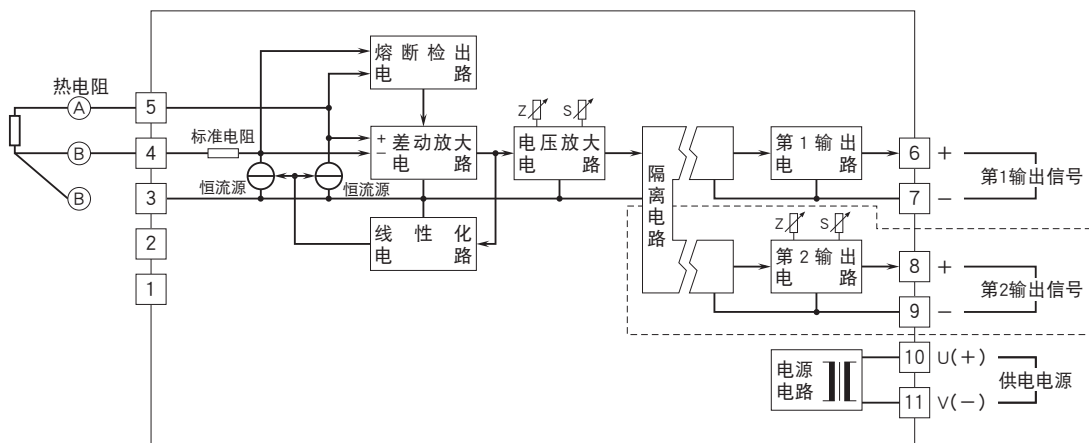 熔断检出
电路
热电阻
A
5
标准电阻
+
−
差动放大
电路
Z
S
电压放大
电路
B
4
恒流源
恒流源
B
3
线性化
电路
2
1
隔离电路
第1输出
电路
6
+
7
−
第1输出信号
Z
S
第2输出
电路
8
+
9
−
第2输出信号
电源
电路
10
U(+)
11
V(−)
供电电源